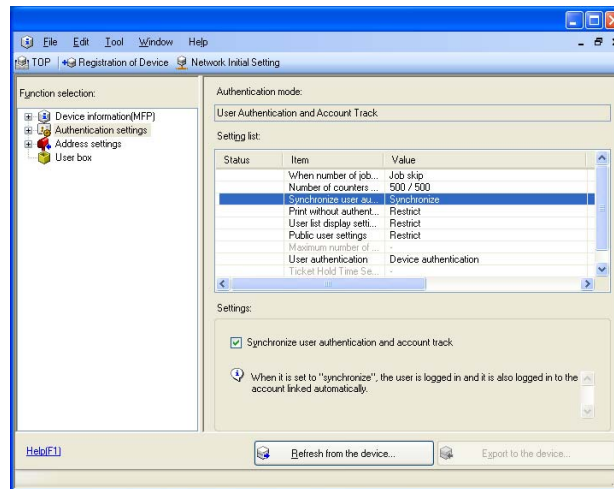 File Edit Tool Window Help
TOP Registration of Device Network Initial Setting
Function selection:
Device information(MFP)
Authentication settings
Address settings
User box
Authentication mode:
User Authentication and Account Track
Setting list:
Status Item Value
When number of job... Job skip
Number of counters ... 500 / 500
Synchronize user au... Synchronize
Print without authent... Restrict
User list display setti... Restrict
Public user settings Restrict
Maximum number of ... -
User authentication Device authentication
Ticket Hold Time Se... -
Settings:
Synchronize user authentication and account track
When it is set to "synchronize", the user is logged in and it is also logged in to the
account linked automatically.
Help(F1)
Refresh from the device... Export to the device...